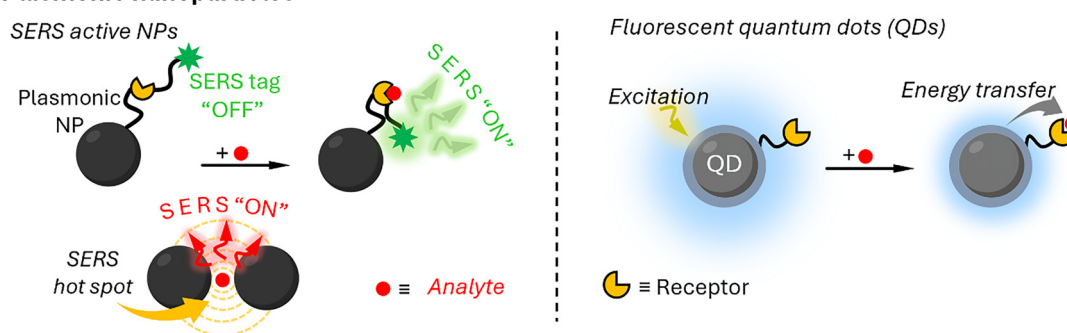 SERS active NPs
Plasmonic
NP
SERS tag
“OFF”
SERS“ON”
+
SERS“ON”
SERS
hot spot
≡ Analyte
Fluorescent quantum dots (QDs)
Excitation
QD
+
Energy transfer
≡ Receptor